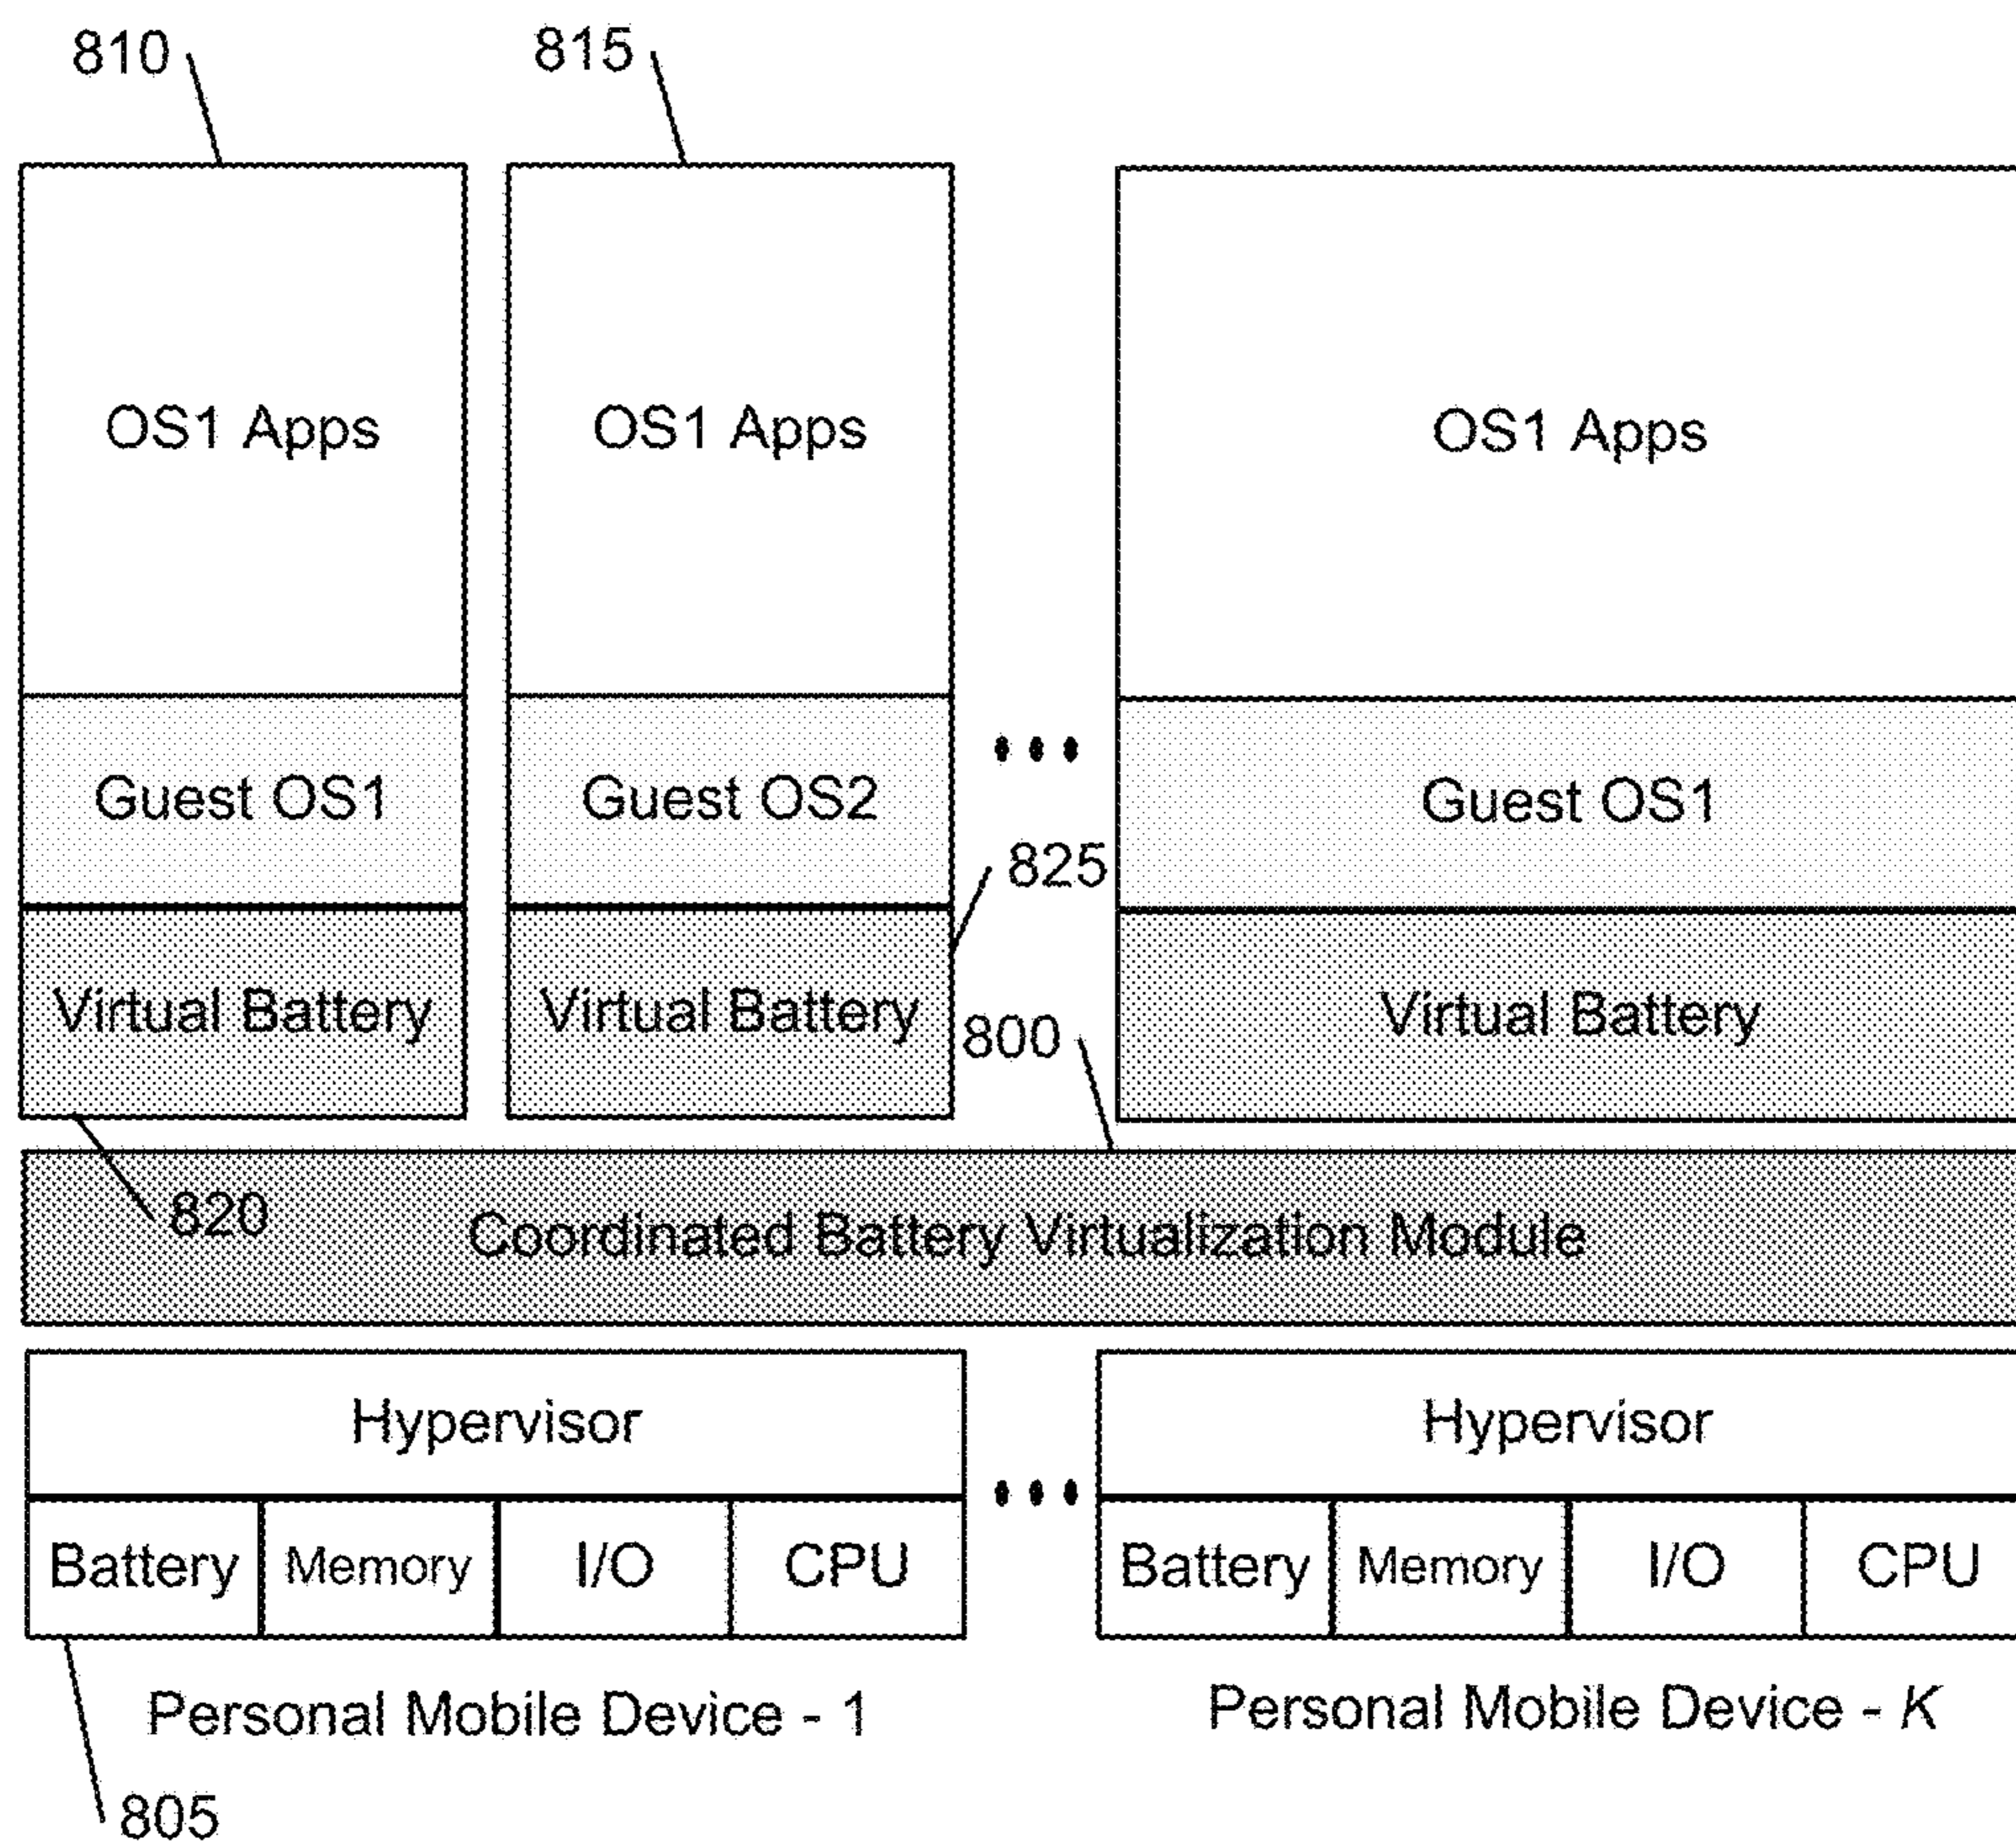 810
815
OS1 Apps
OS1 Apps
OS1 Apps
Guest OS1
Guest OS2
Guest OS1
825
Virtual Battery
Virtual Battery
Virtual Battery
800
820
Coordinated Battery Virtualization Module
Hypervisor
Hypervisor
Battery
Memory
I/O
CPU
Battery
Memory
I/O
CPU
Personal Mobile Device - 1
Personal Mobile Device - K
805